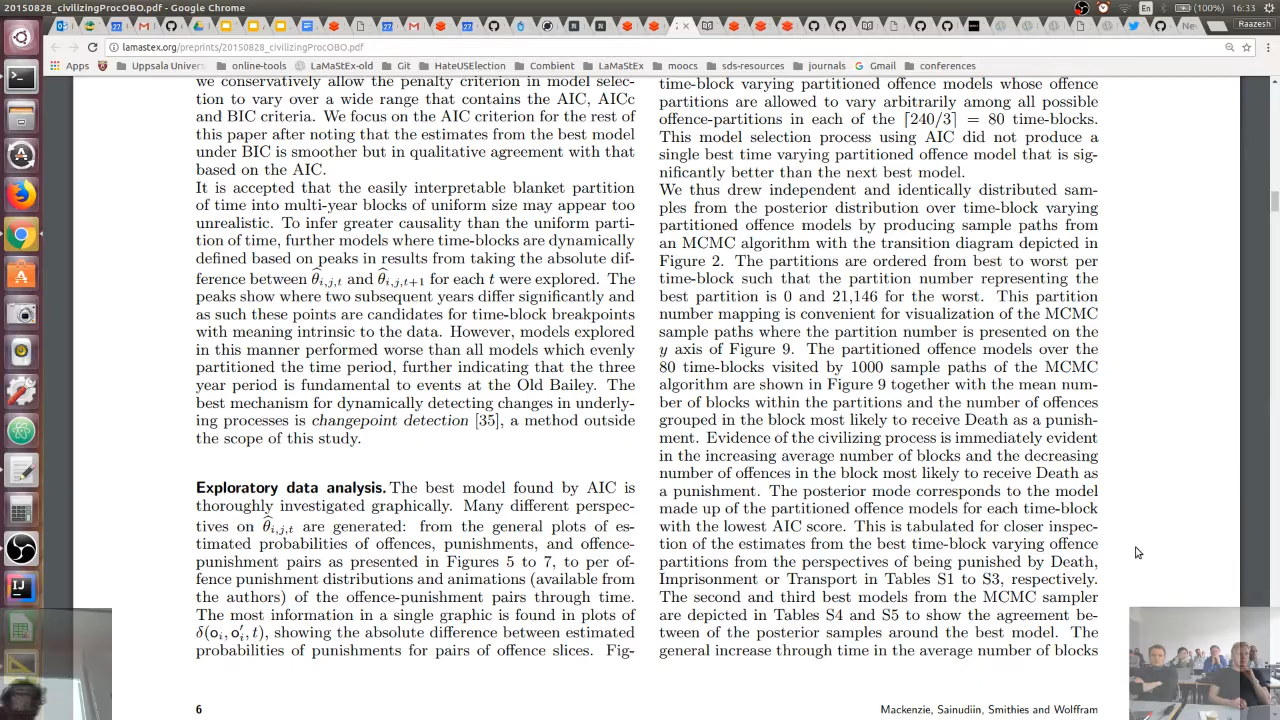 20150828_civilizingProcOBO.pdf
En
16:33
Raazesh
lamastex.org/preprints/20150828_civilizingProcOBO.pdf
Apps
Uppsala Univers
online-tools
LaMaStEx-old
Git
HateUSElection
Combient
LaMaSTEx
moocs
sds-resources
journals
Gmail
conferences
we conservatively allow the penalty criterion in model selec-
tion to vary over a wide range that contains the AIC, AICc
and BIC criteria. We focus on the AIC criterion for the rest of
this paper after noting that the estimates from the best model
under BIC is smoother but in qualitative agreement with that
based on the AIC.
It is accepted that the easily interpretable blanket partition
of time into multi-year blocks of uniform size may appear too
unrealistic. To infer greater causality than the uniform parti-
tion of time, further models where time-blocks are dynamically
defined based on peaks in results from taking the absolute dif-
ference between θ̂i,j,t and θ̂i,j,t+1 for each t were explored. The
peaks show where two subsequent years differ significantly and
as such these points are candidates for time-block breakpoints
with meaning intrinsic to the data. However, models explored
in this manner performed worse than all models which evenly
partitioned the time period, further indicating that the three
year period is fundamental to events at the Old Bailey. The
best mechanism for dynamically detecting changes in underly-
ing processes is changepoint detection [35], a method outside
the scope of this study.
Exploratory data analysis. The best model found by AIC is
thoroughly investigated graphically. Many different perspec-
tives on θ̂i,j,t are generated: from the general plots of es-
timated probabilities of offences, punishments, and offence-
punishment pairs as presented in Figures 5 to 7, to per of-
fence punishment distributions and animations (available from
the authors) of the offence-punishment pairs through time.
The most information in a single graphic is found in plots of
δ(oi, o′i, t), showing the absolute difference between estimated
probabilities of punishments for pairs of offence slices. Fig-
time-block varying partitioned offence models whose offence
partitions are allowed to vary arbitrarily among all possible
offence-partitions in each of the ⌈240/3⌉ = 80 time-blocks.
This model selection process using AIC did not produce a
single best time varying partitioned offence model that is sig-
nificantly better than the next best model.
We thus drew independent and identically distributed sam-
ples from the posterior distribution over time-block varying
partitioned offence models by producing sample paths from
an MCMC algorithm with the transition diagram depicted in
Figure 2. The partitions are ordered from best to worst per
time-block such that the partition number representing the
best partition is 0 and 21,146 for the worst. This partition
number mapping is convenient for visualization of the MCMC
sample paths where the partition number is presented on the
y axis of Figure 9. The partitioned offence models over the
80 time-blocks visited by 1000 sample paths of the MCMC
algorithm are shown in Figure 9 together with the mean num-
ber of blocks within the partitions and the number of offences
grouped in the block most likely to receive Death as a punish-
ment. Evidence of the civilizing process is immediately evident
in the increasing average number of blocks and the decreasing
number of offences in the block most likely to receive Death as
a punishment. The posterior mode corresponds to the model
made up of the partitioned offence models for each time-block
with the lowest AIC score. This is tabulated for closer inspec-
tion of the estimates from the best time-block varying offence
partitions from the perspectives of being punished by Death,
Imprisonment or Transport in Tables S1 to S3, respectively.
The second and third best models from the MCMC sampler
are depicted in Tables S4 and S5 to show the agreement be-
tween of the posterior samples around the best model. The
general increase through time in the average number of blocks
6
Mackenzie, Sainudiin, Smithies and Wolffram